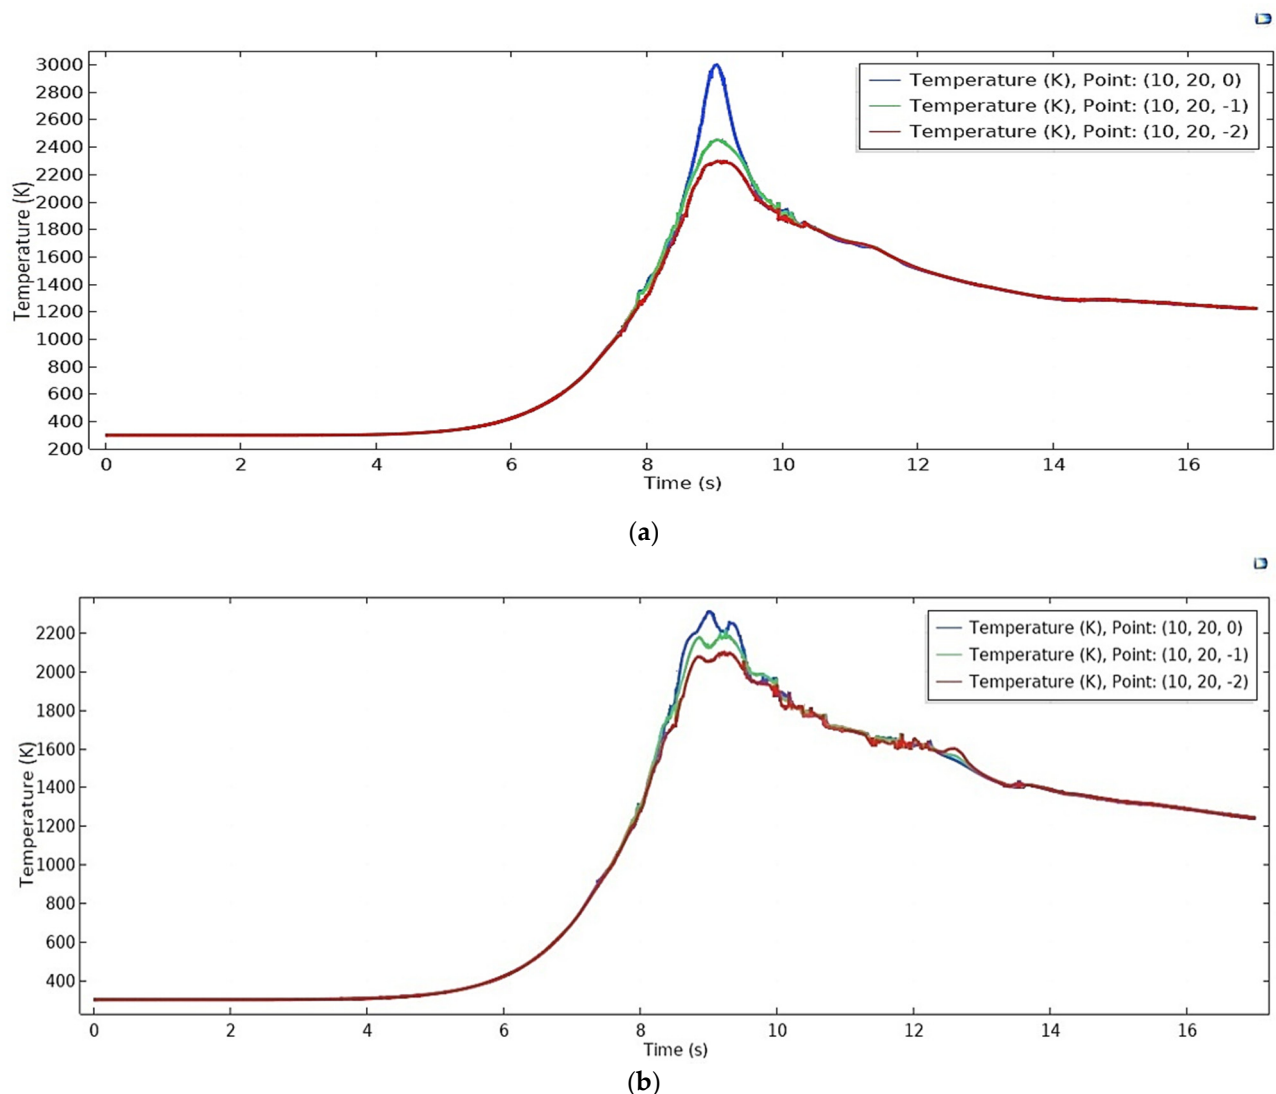 Temperature (K), Point: (10, 20, 0)
Temperature (K), Point: (10, 20, -1)
Temperature (K), Point: (10, 20, -2)
Temperature (K)
3000
2800
2600
2400
2200
2000
1800
1600
1400
1200
1000
800
600
400
200
0 2 4 6 8 10 12 14 16
Time (s)
(a)
Temperature (K), Point: (10, 20, 0)
Temperature (K), Point: (10, 20, -1)
Temperature (K), Point: (10, 20, -2)
Temperature (K)
2200
2000
1800
1600
1400
1200
1000
800
600
400
0 2 4 6 8 10 12 14 16
Time (s)
(b)